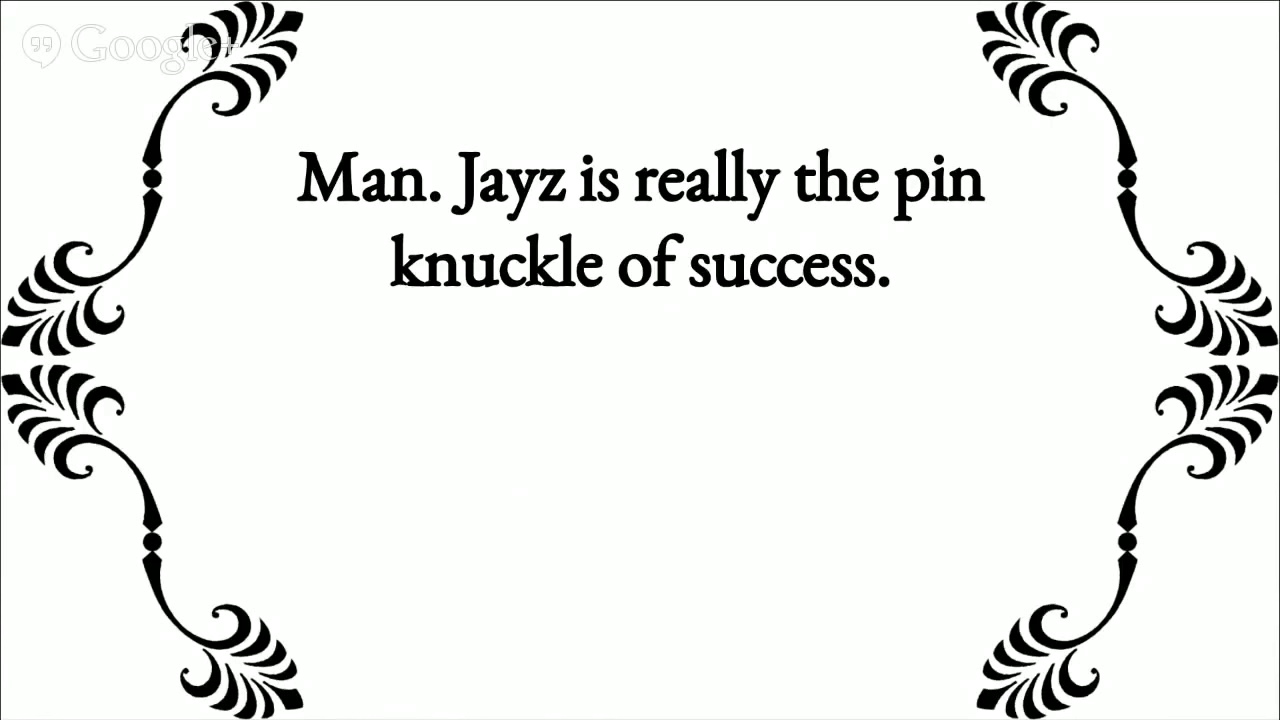 Google+
Man. Jayz is really the pin
knuckle of success.